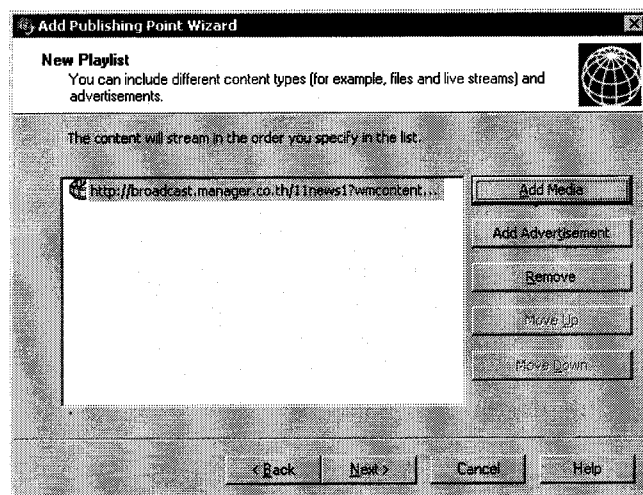 Add Publishing Point Wizard
New Playlist
You can include different content types (for example, files and live streams) and
advertisements.
The content will stream in the order you specify in the list.
http://broadcast.manager.co.th/11news1?wmcontent...
Add Media
Add Advertisement
Remove
Move Up
Move Down
< Back
Next >
Cancel
Help